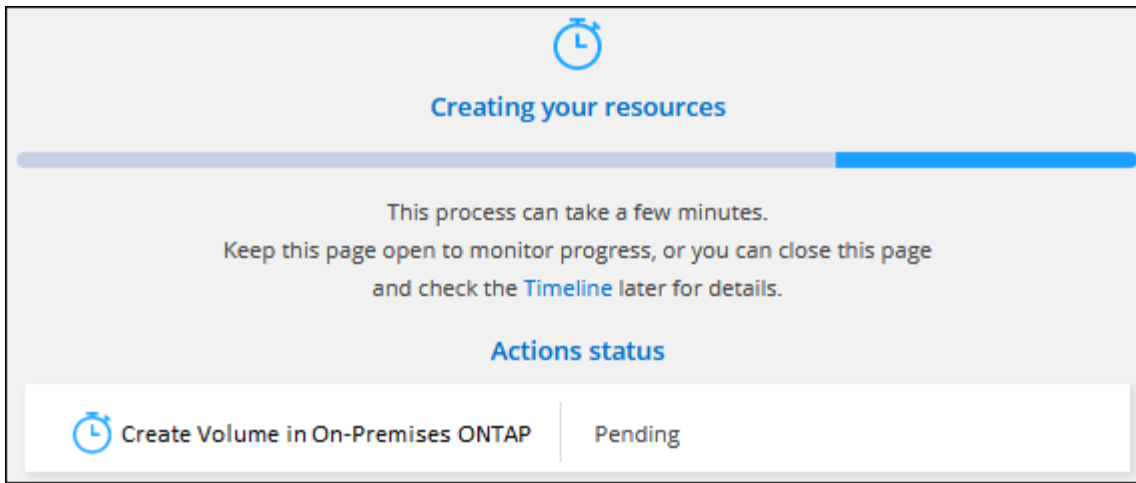 Creating your resources
This process can take a few minutes.
Keep this page open to monitor progress, or you can close this page
and check the Timeline later for details.
Actions status
Create Volume in On-Premises ONTAP Pending